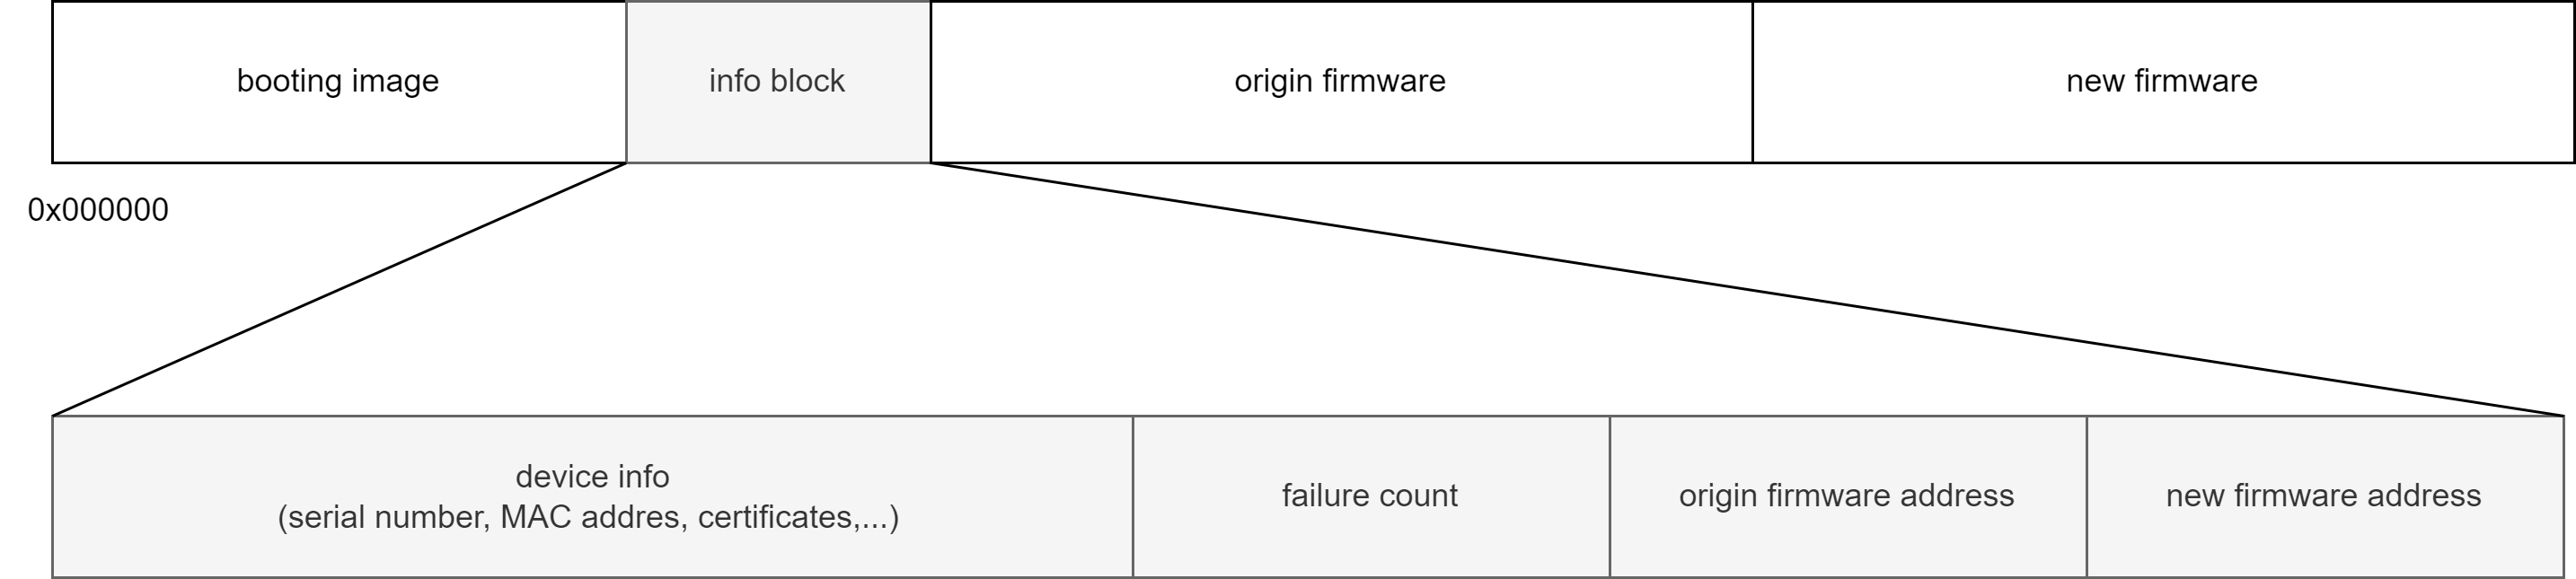 booting image
info block
origin firmware
new firmware
0x000000
device info
(serial number, MAC addres, certificates,...)
failure count
origin firmware address
new firmware address